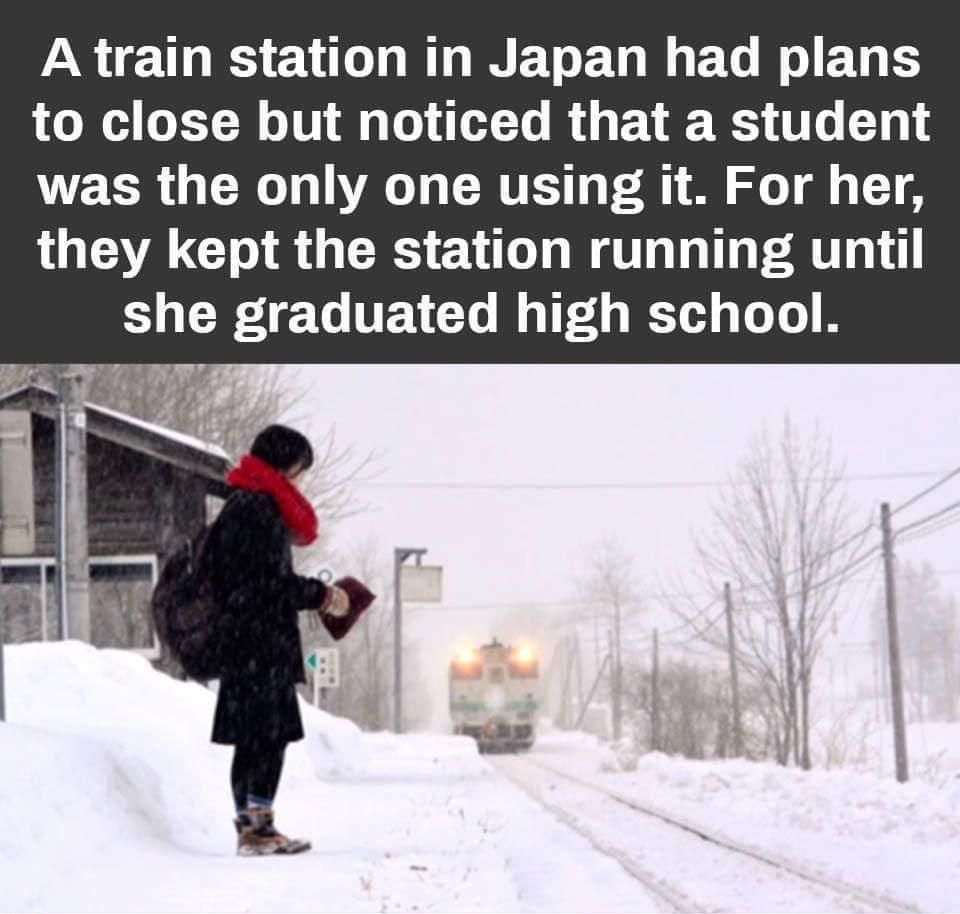 A train station in Japan had plans
to close but noticed that a student
was the only one using it. For her,
they kept the station running until
she graduated high school.